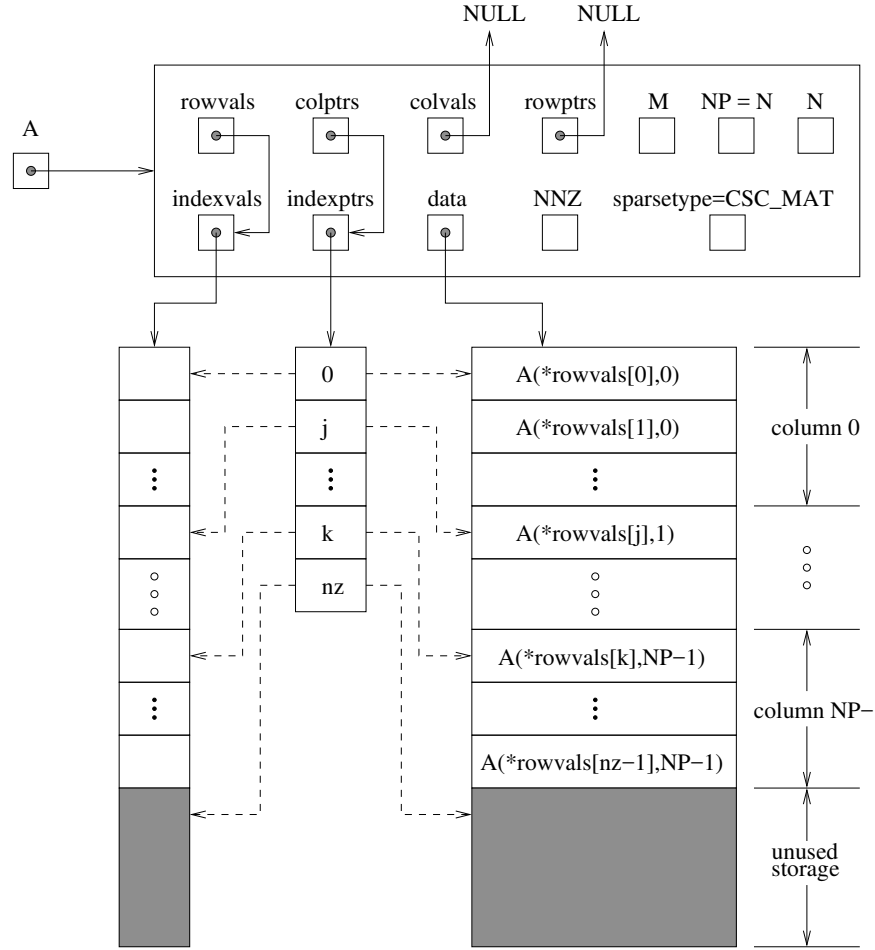 NULL NULL
rowvals colptrs colvals rowptrs M NP = N N
A
indexvals indexptrs data NNZ sparsetype=CSC_MAT
0 A(*rowvals[0],0)
j A(*rowvals[1],0) column 0
k A(*rowvals[j],1)
nz
A(*rowvals[k],NP−1)
column NP−
A(*rowvals[nz−1],NP−1)
unused
storage